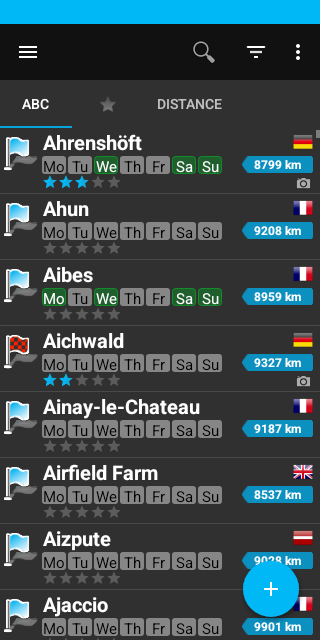 ABC DISTANCE
Ahrenshöft
Mo Tu We Th Fr Sa Su 8799 km
Ahun
Mo Tu We Th Fr Sa Su 9208 km
Aibes
Mo Tu We Th Fr Sa Su 8959 km
Aichwald
Mo Tu We Th Fr Sa Su 9327 km
Ainay-le-Chateau
Mo Tu We Th Fr Sa Su 9187 km
Airfield Farm
Mo Tu We Th Fr Sa Su 8537 km
Aizpute
Mo Tu We Th Fr Sa Su 9028 km
Ajaccio
Mo Tu We Th Fr Sa Su 9901 km